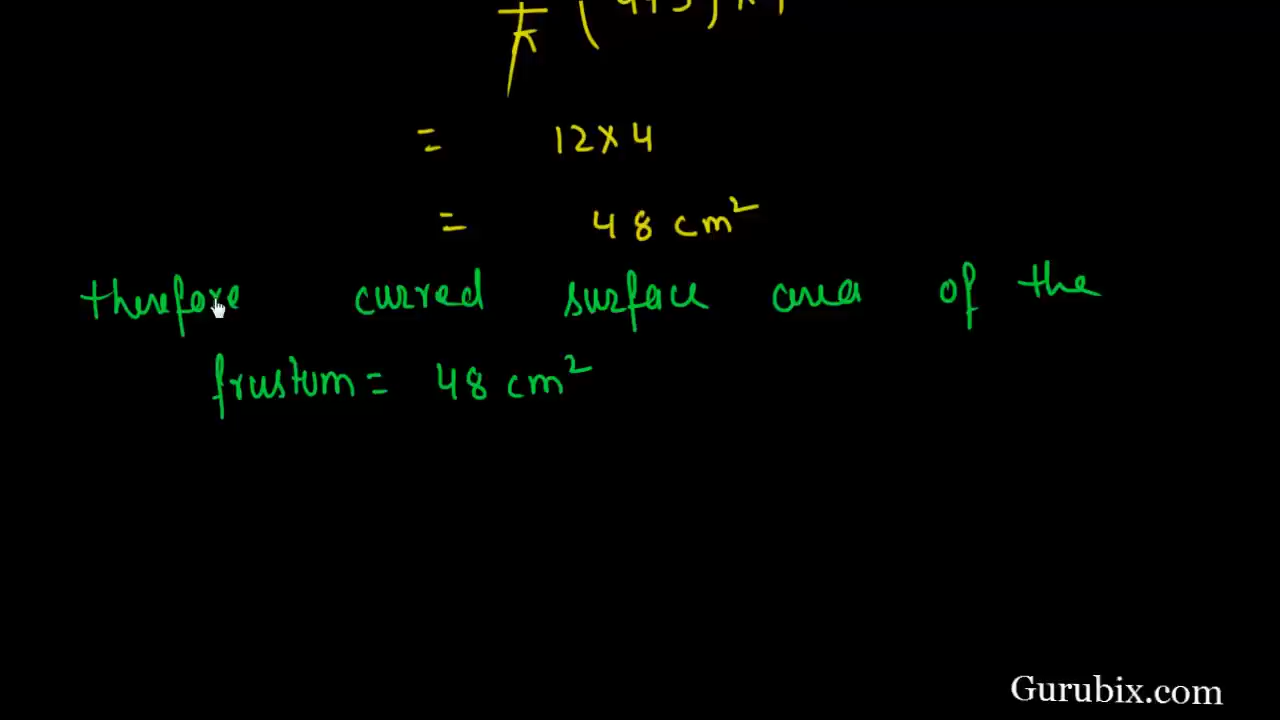 = 12×4
= 48 cm²
therefore curved surface area of the
frustum = 48 cm²
Gurubix.com